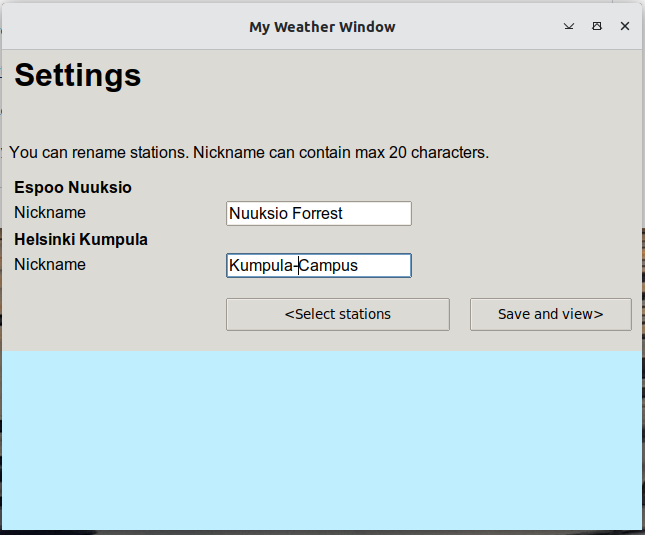 My Weather Window
Settings
You can rename stations. Nickname can contain max 20 characters.
Espoo Nuuksio
Nickname Nuuksio Forrest
Helsinki Kumpula
Nickname Kumpula-Campus
<Select stations Save and view>